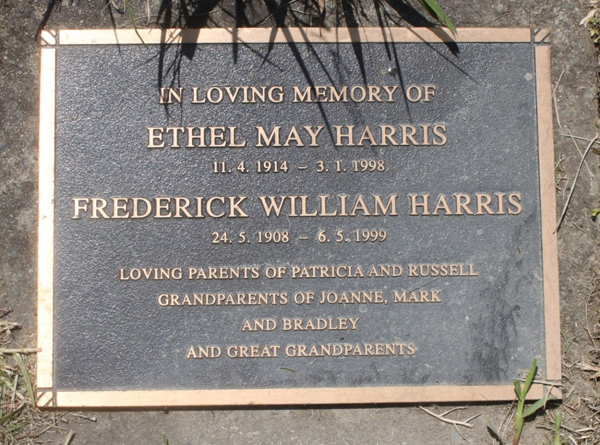 IN LOVING MEMORY OF
ETHEL MAY HARRIS
11. 4. 1914 – 3. 1. 1998
FREDERICK WILLIAM HARRIS
24. 5. 1908 – 6. 5. 1999
LOVING PARENTS OF PATRICIA AND RUSSELL
GRANDPARENTS OF JOANNE, MARK
AND BRADLEY
AND GREAT GRANDPARENTS